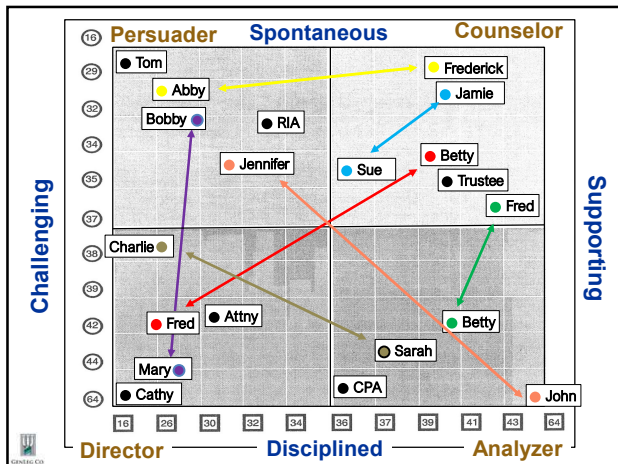 Persuader
Spontaneous
Counselor
16
29
32
34
35
37
38
39
42
44
64
Challenging
Supporting
Tom
Abby
Frederick
Jamie
Bobby
RIA
Jennifer
Betty
Sue
Trustee
Fred
Charlie
Fred
Attny
Betty
Sarah
Mary
Cathy
CPA
John
16 26 30 32 34 36 37 39 41 43 64
Director
Disciplined
Analyzer
GENLEG CO.